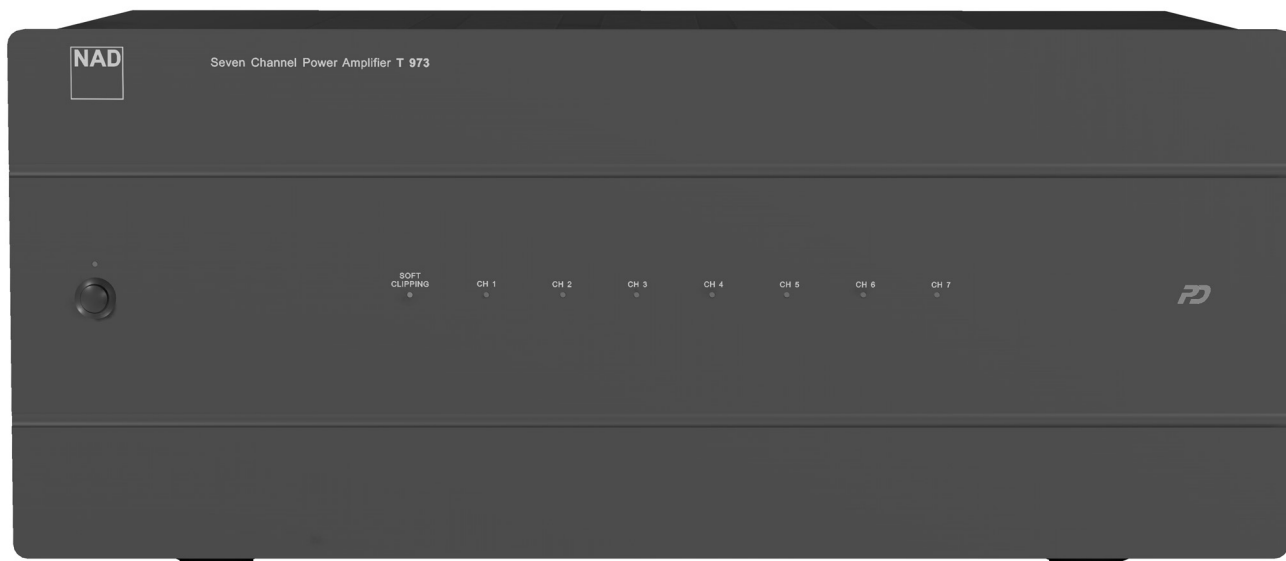 NAD
Seven Channel Power Amplifier T 973
SOFT
CLIPPING
CH 1
CH 2
CH 3
CH 4
CH 5
CH 6
CH 7
PD